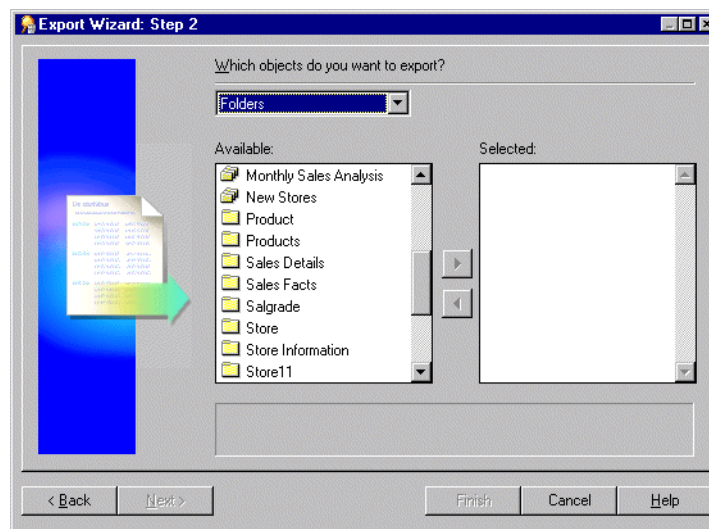 Export Wizard: Step 2
Which objects do you want to export?
Folders
Available:
Selected:
Monthly Sales Analysis
New Stores
Product
Products
Sales Details
Sales Facts
Salgrade
Store
Store Information
Store11
< Back
Next >
Finish
Cancel
Help